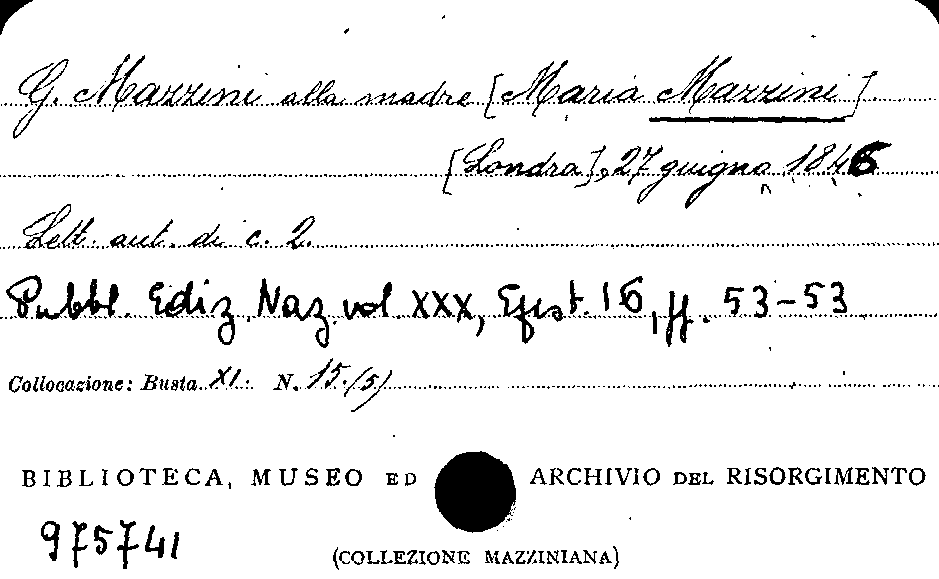 G. Mazzini alla madre [Maria Mazzini].
[Londra], 27 giugno 1846
Lett. aut. di c. 2.
Pubbl. Ediz. Naz. vol. XXX, Epist. 16, pp. 53-53
Collocazione: Busta XI. N. 15.(5)
BIBLIOTECA, MUSEO ED ARCHIVIO DEL RISORGIMENTO
975741
(COLLEZIONE MAZZINIANA)